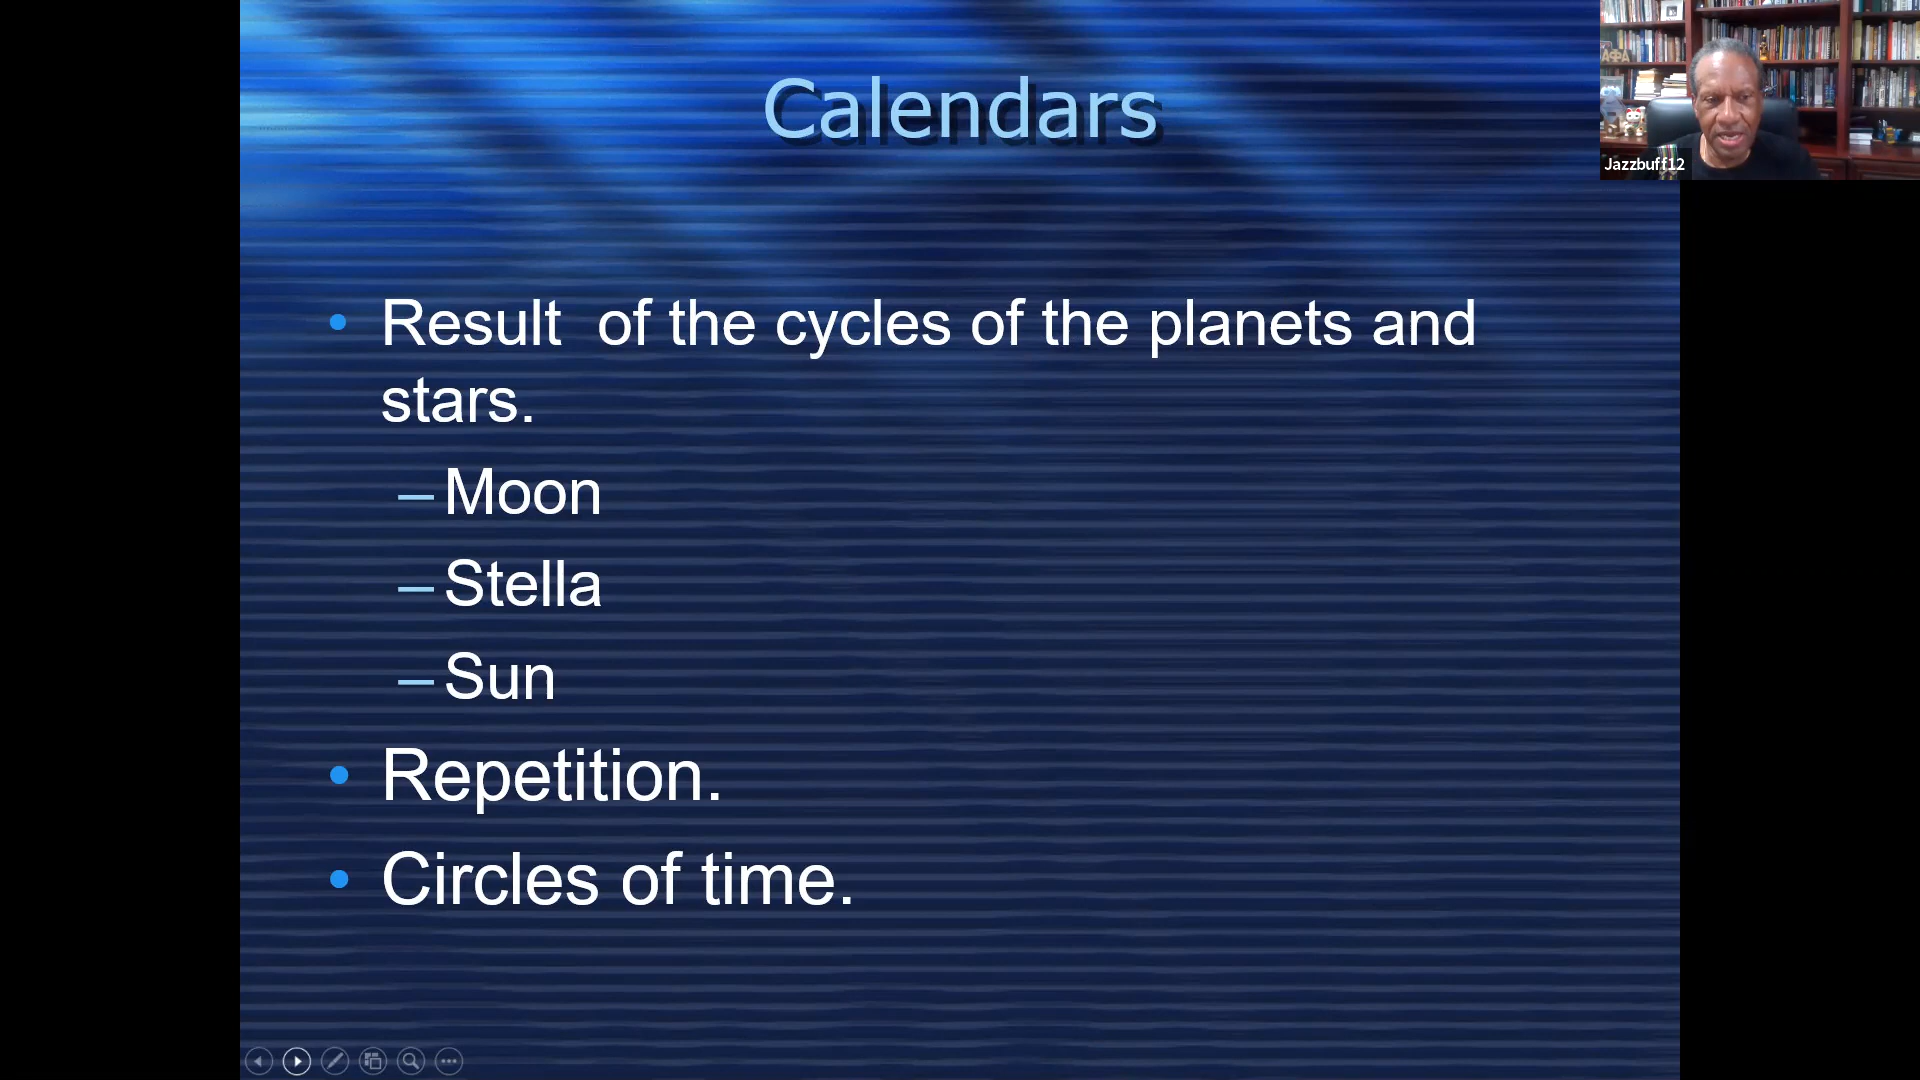 Calendars
Jazzbuff12
• Result  of the cycles of the planets and
stars.
– Moon
– Stella
– Sun
• Repetition.
• Circles of time.